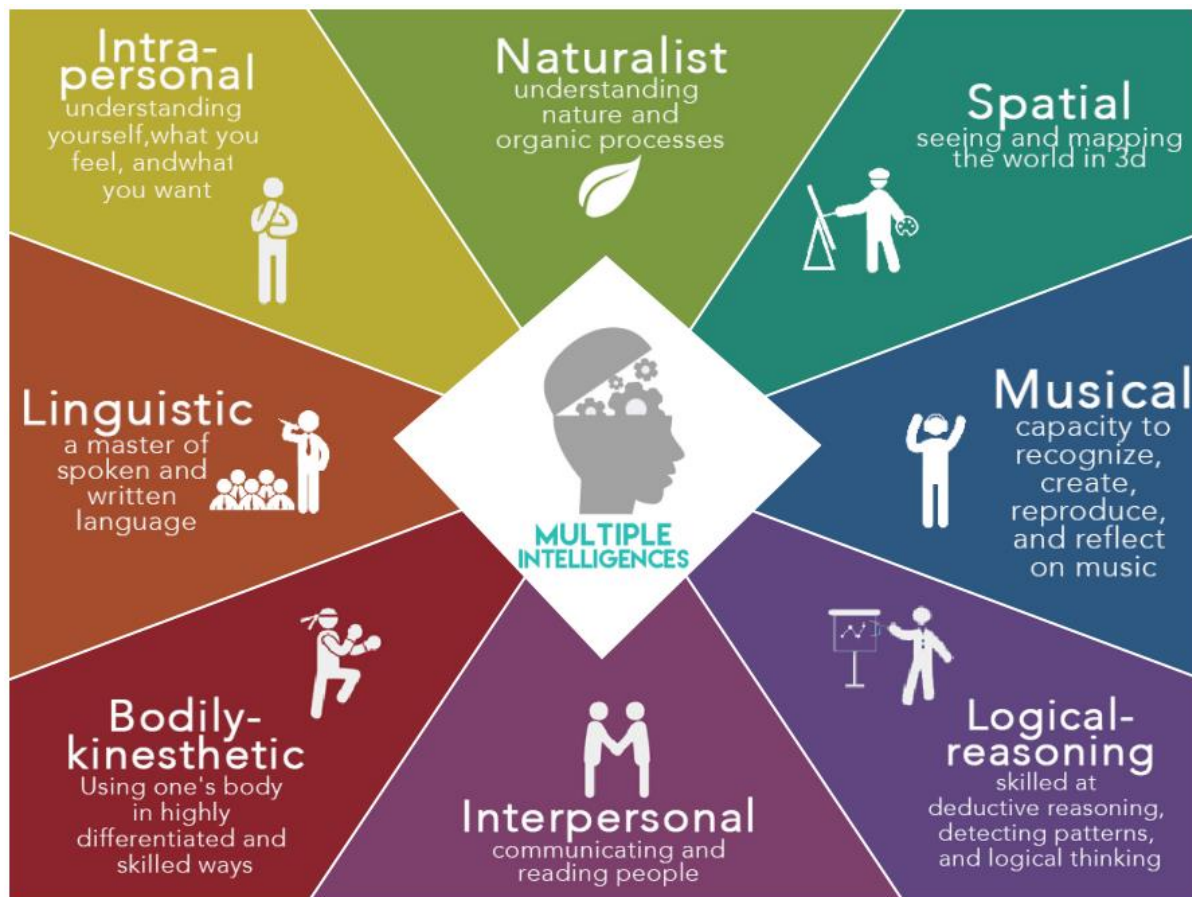 Intra-
personal
understanding
yourself,what you
feel, andwhat
you want
Naturalist
understanding
nature and
organic processes
Spatial
seeing and mapping
the world in 3d
Linguistic
a master of
spoken and
written
language
MULTIPLE
INTELLIGENCES
Musical
capacity to
recognize,
create,
reproduce,
and reflect
on music
Bodily-
kinesthetic
Using one's body
in highly
differentiated and
skilled ways
Interpersonal
communicating and
reading people
Logical-
reasoning
skilled at
deductive reasoning,
detecting patterns,
and logical thinking